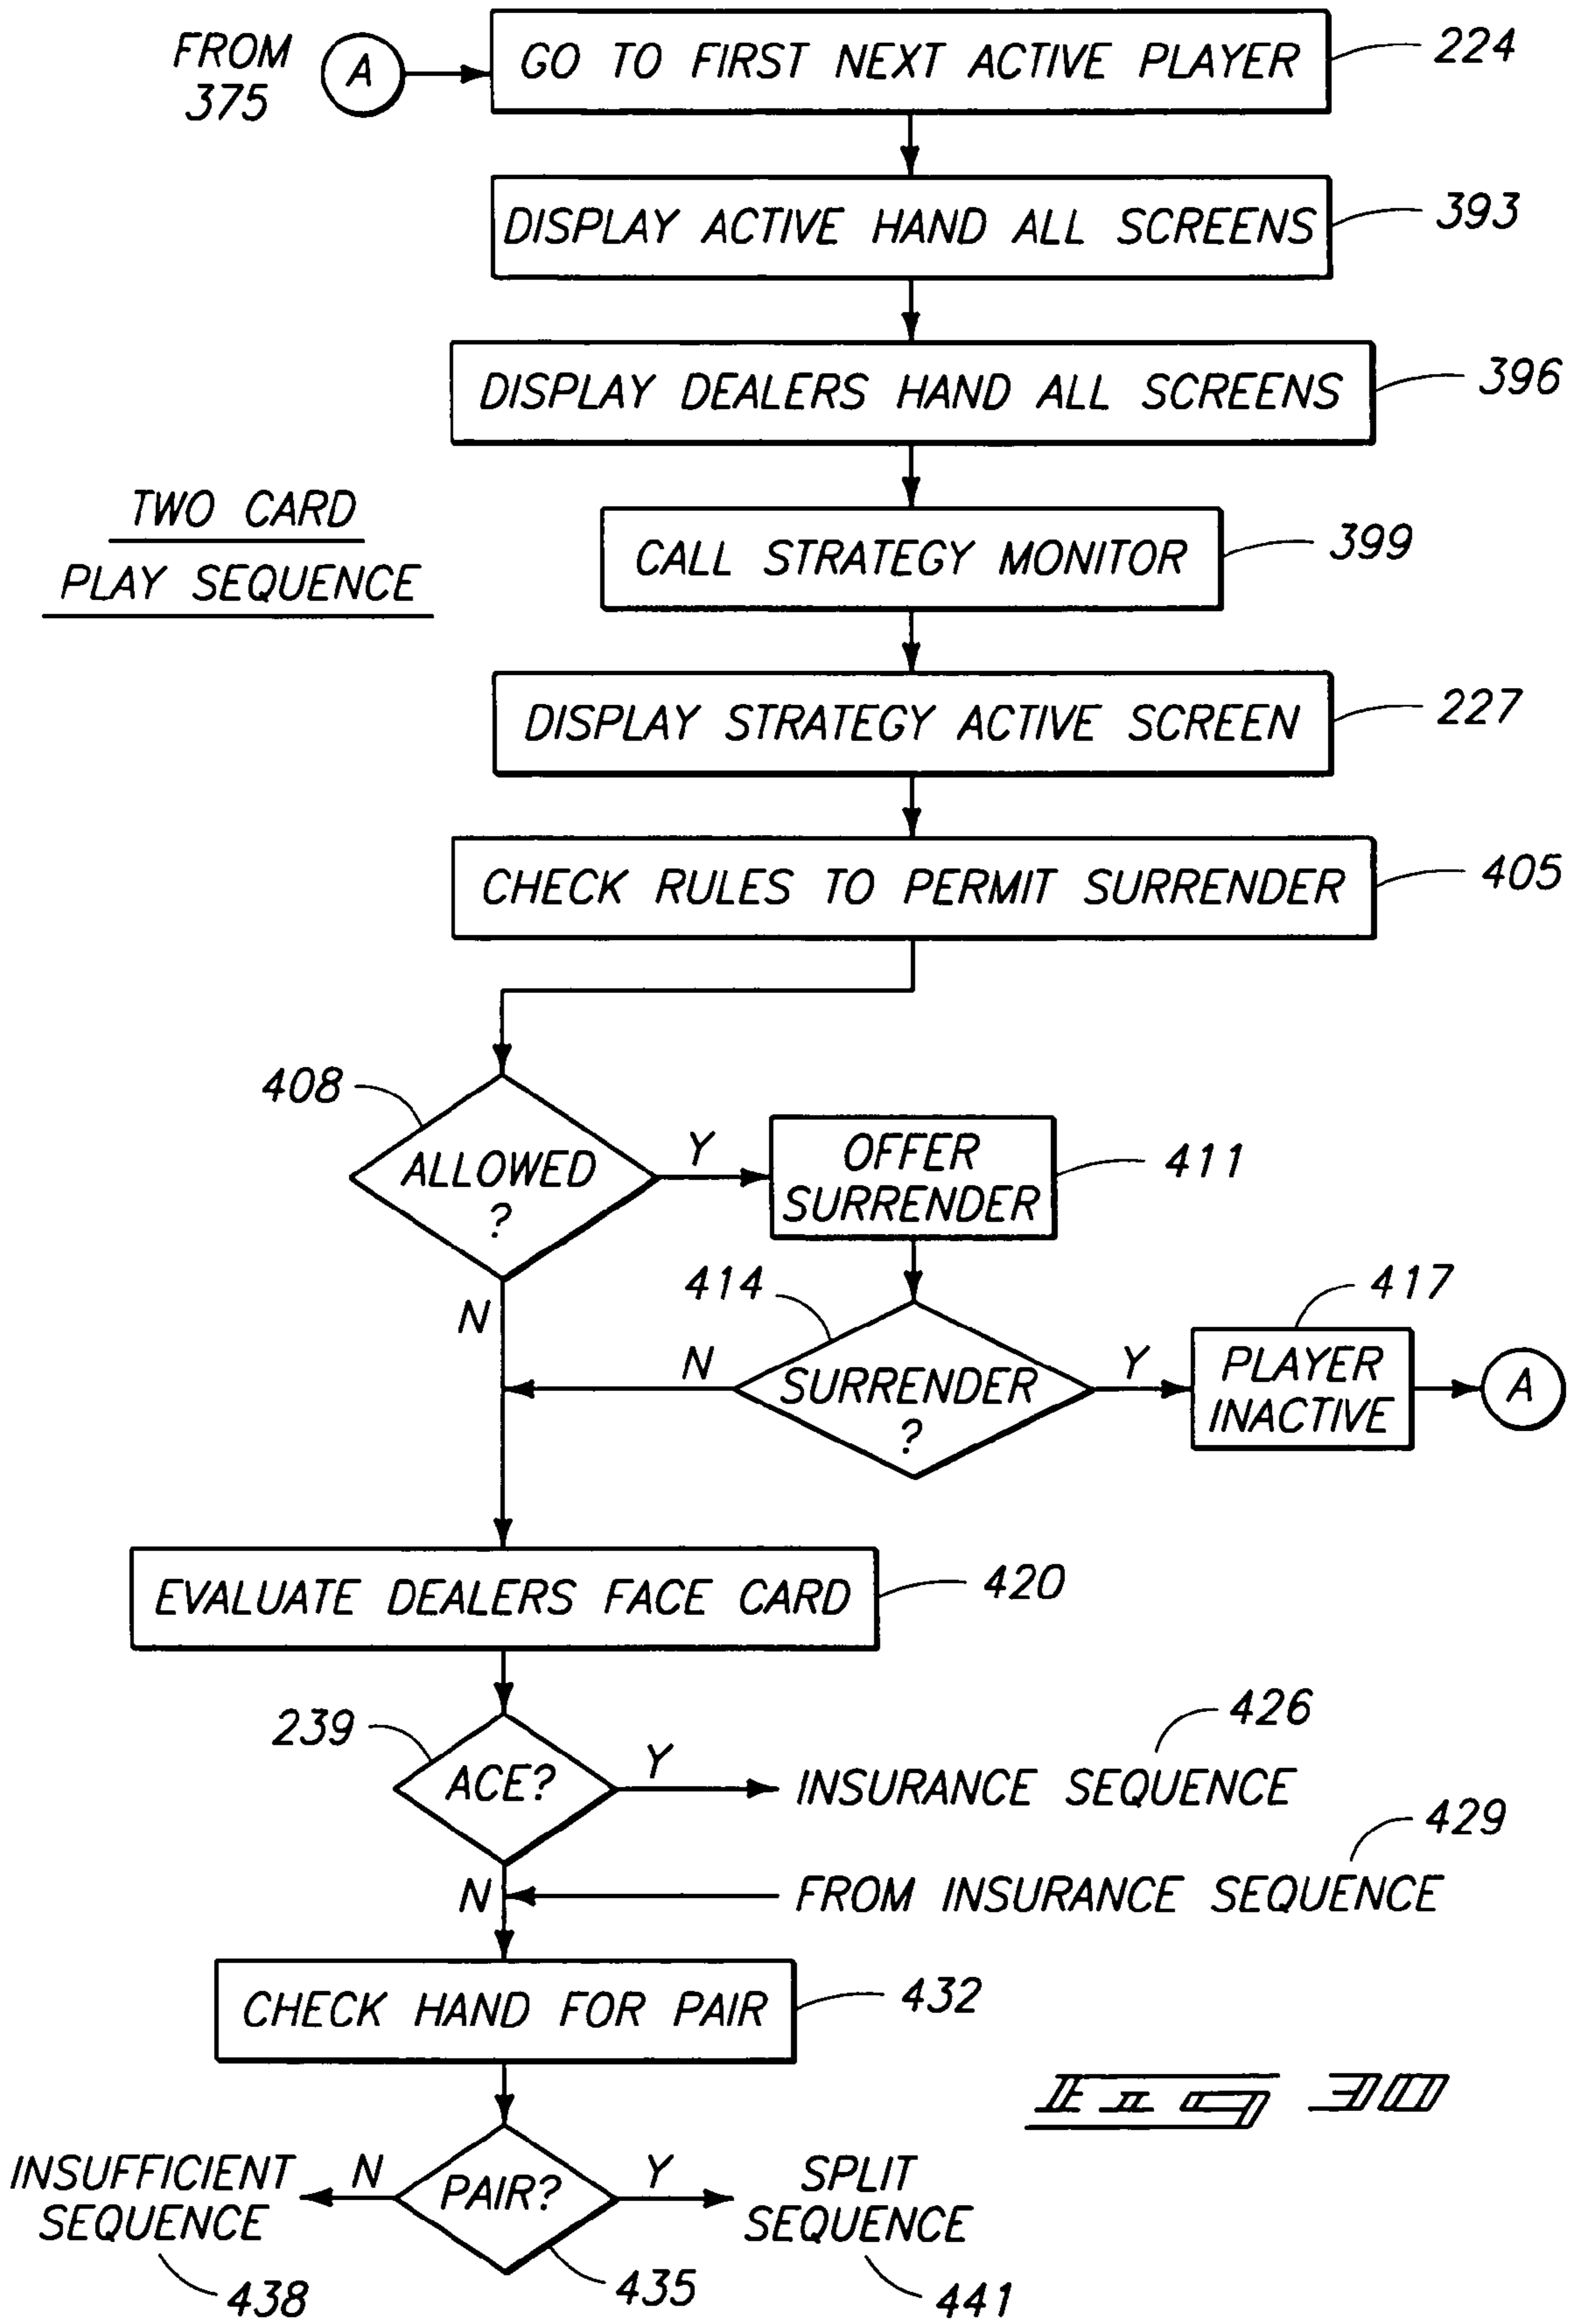 FROM
375
A
GO TO FIRST NEXT ACTIVE PLAYER
224
DISPLAY ACTIVE HAND ALL SCREENS
393
DISPLAY DEALERS HAND ALL SCREENS
396
TWO CARD
PLAY SEQUENCE
CALL STRATEGY MONITOR
399
DISPLAY STRATEGY ACTIVE SCREEN
227
CHECK RULES TO PERMIT SURRENDER
405
408
ALLOWED
?
Y
OFFER
SURRENDER
411
N
414
SURRENDER
?
N
Y
417
PLAYER
INACTIVE
A
EVALUATE DEALERS FACE CARD
420
239
ACE?
Y
INSURANCE SEQUENCE
426
N
FROM INSURANCE SEQUENCE
429
CHECK HAND FOR PAIR
432
Fig 30
INSUFFICIENT
SEQUENCE
438
N
PAIR?
435
Y
SPLIT
SEQUENCE
441